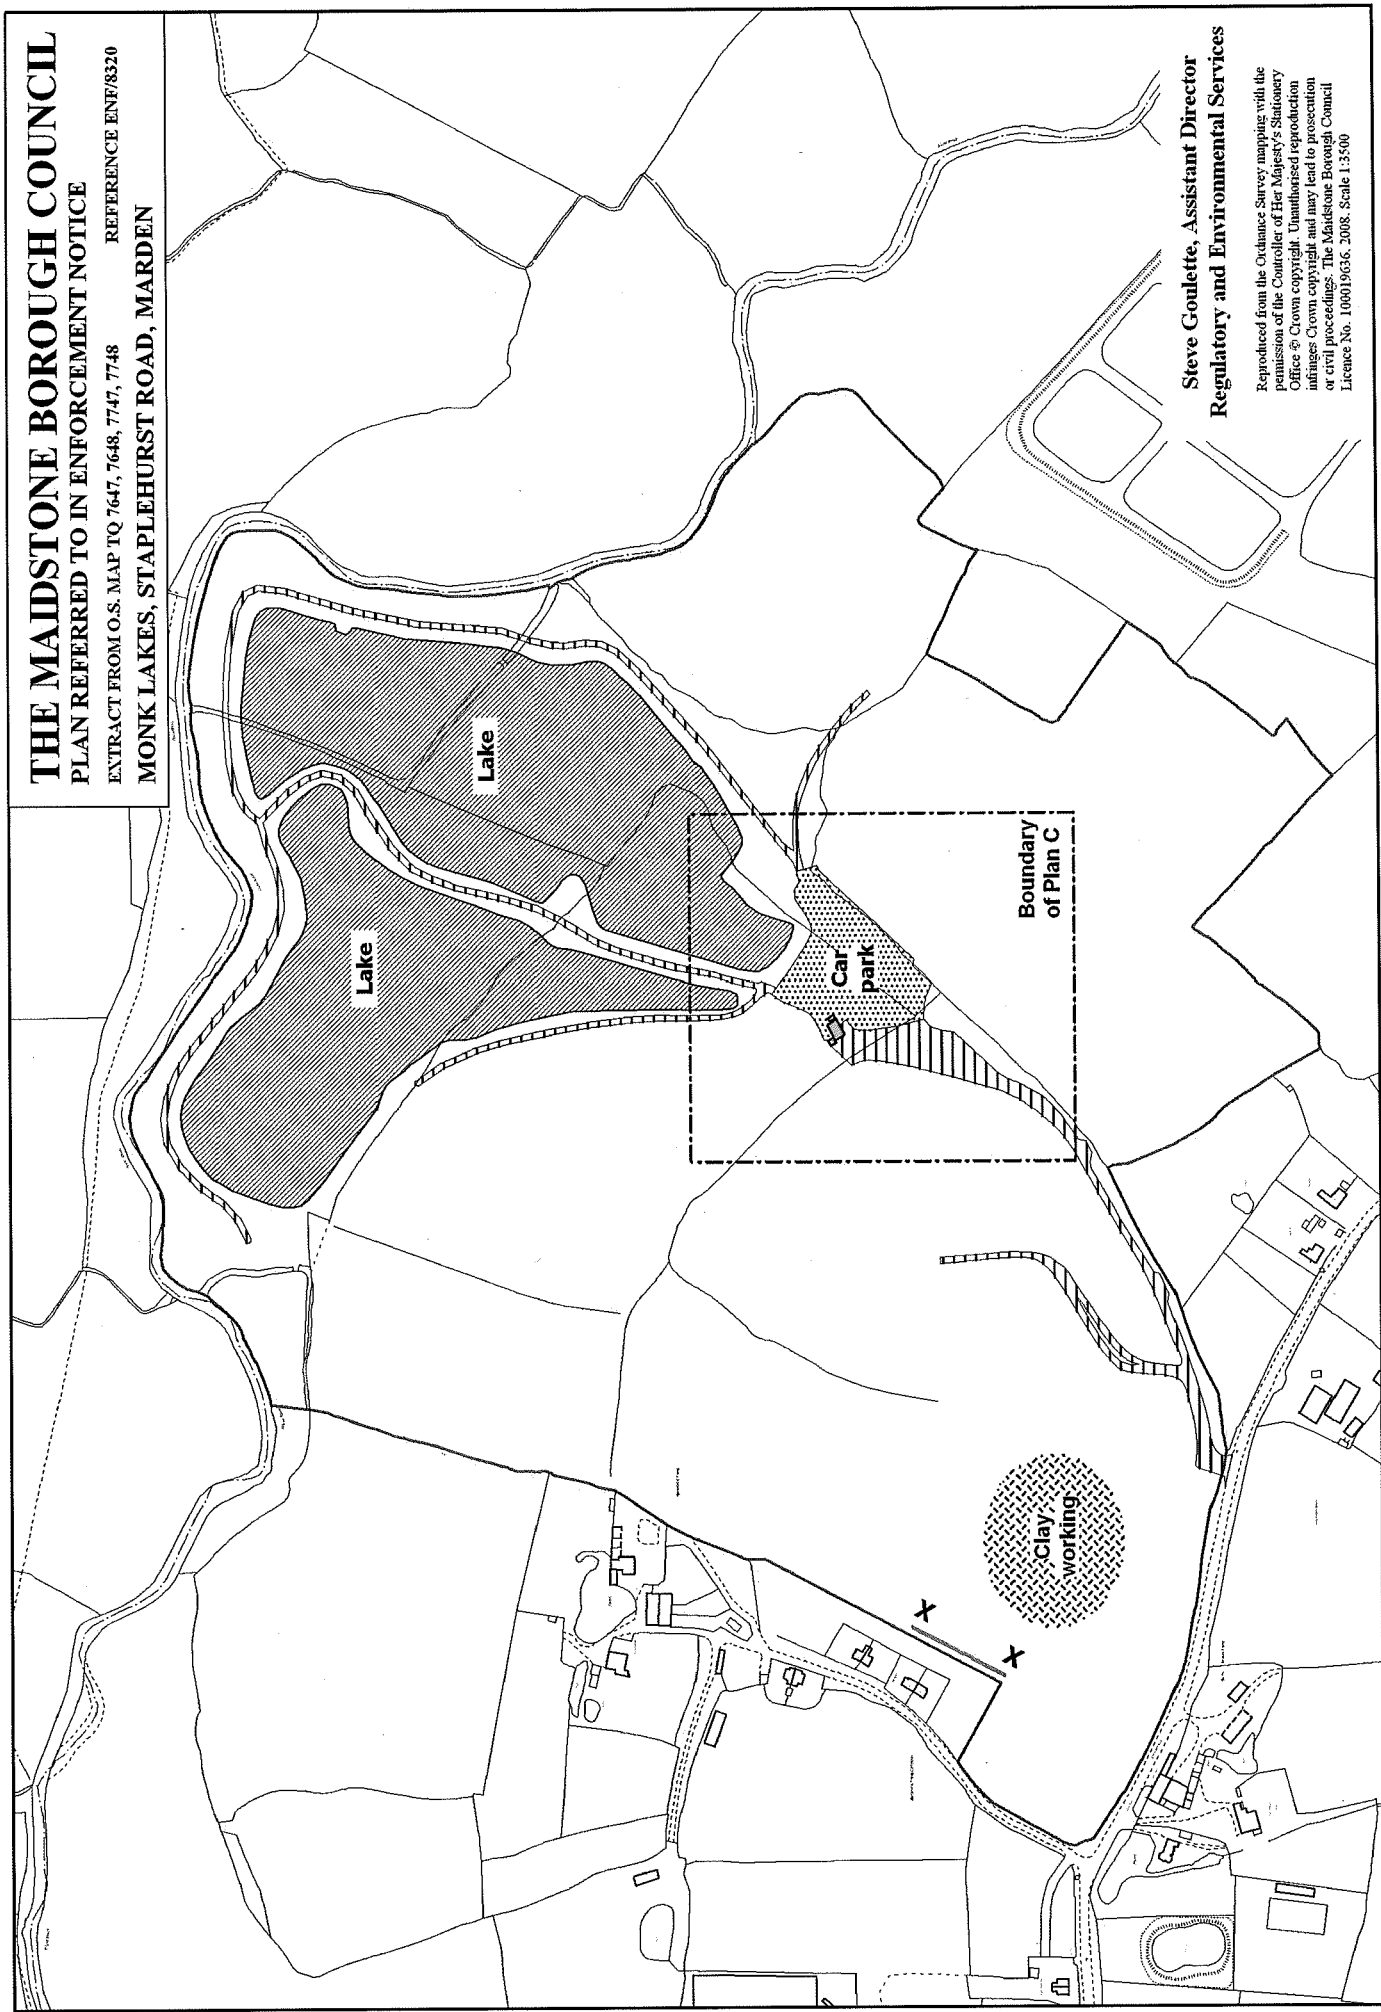 THE MAIDSTONE BOROUGH COUNCIL
PLAN REFERRED TO IN ENFORCEMENT NOTICE
EXTRACT FROM O.S. MAP TQ 7647, 7648, 7747, 7748 REFERENCE ENF/8320
MONK LAKES, STAPLEHURST ROAD, MARDEN
Lake
Lake
Car
park
Boundary
of Plan C
Clay
working
X
X
Steve Goulette, Assistant Director
Regulatory and Environmental Services
Reproduced from the Ordnance Survey mapping with the
permission of the Controller of Her Majesty's Stationery
Office © Crown copyright. Unauthorised reproduction
infringes Crown copyright and may lead to prosecution
or civil proceedings. The Maidstone Borough Council
Licence No. 100019636, 2008. Scale 1:3500